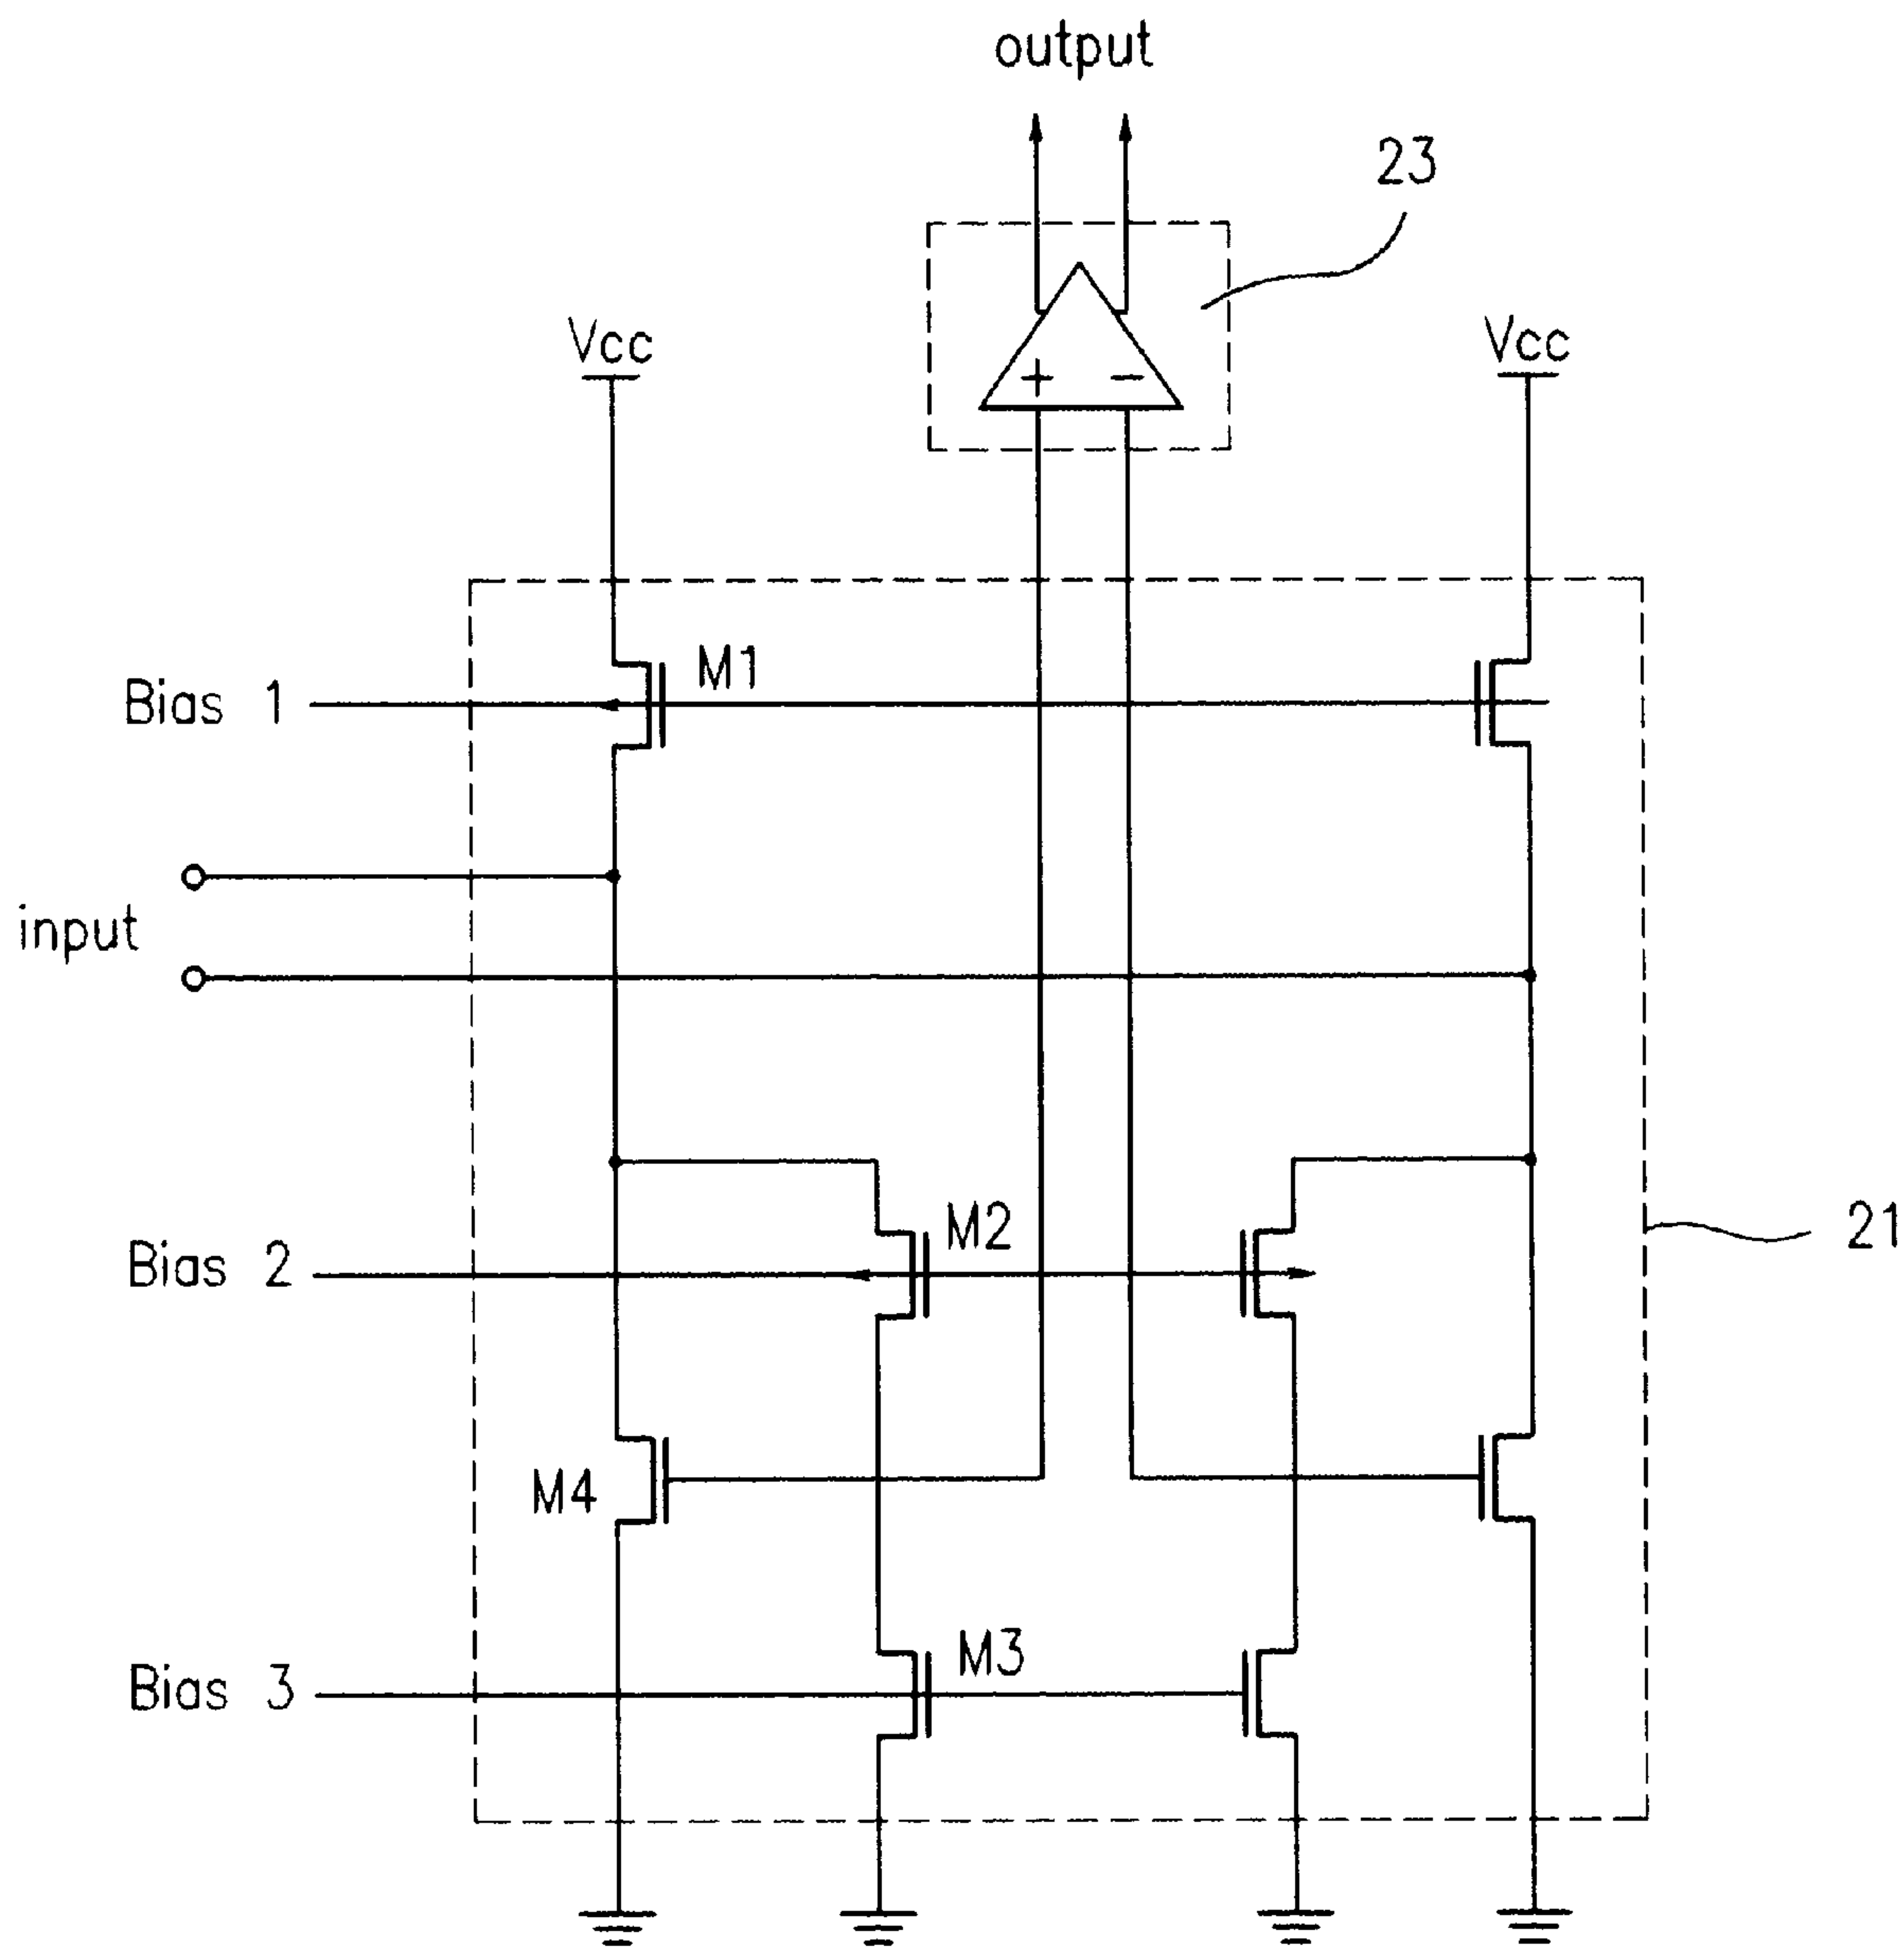 output
23
Vcc
Vcc
+ −
M1
Bias 1
input
M2
Bias 2
21
M4
M3
Bias 3